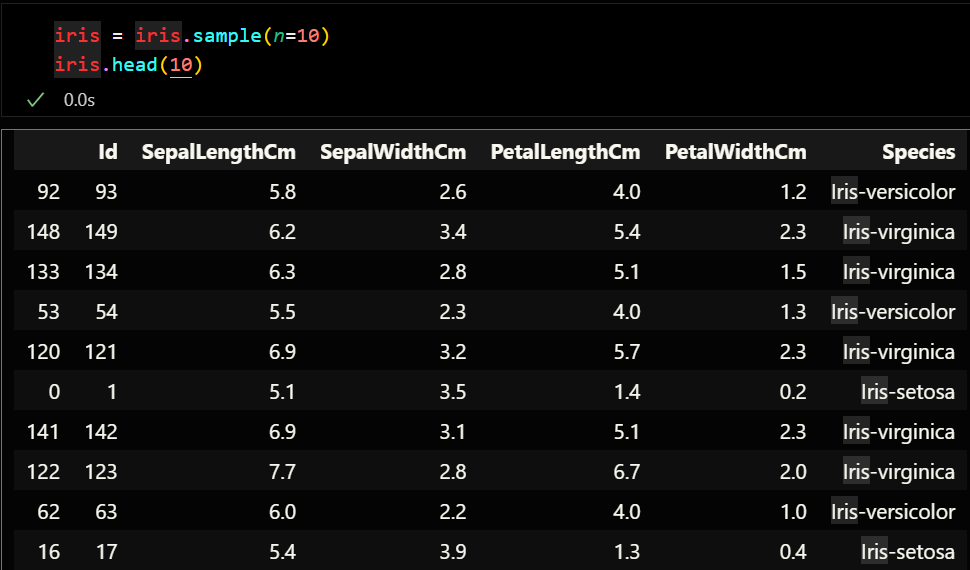 iris = iris.sample(n=10)
iris.head(10)
0.0s
Id SepalLengthCm SepalWidthCm PetalLengthCm PetalWidthCm Species
92 93 5.8 2.6 4.0 1.2 Iris-versicolor
148 149 6.2 3.4 5.4 2.3 Iris-virginica
133 134 6.3 2.8 5.1 1.5 Iris-virginica
53 54 5.5 2.3 4.0 1.3 Iris-versicolor
120 121 6.9 3.2 5.7 2.3 Iris-virginica
0 1 5.1 3.5 1.4 0.2 Iris-setosa
141 142 6.9 3.1 5.1 2.3 Iris-virginica
122 123 7.7 2.8 6.7 2.0 Iris-virginica
62 63 6.0 2.2 4.0 1.0 Iris-versicolor
16 17 5.4 3.9 1.3 0.4 Iris-setosa